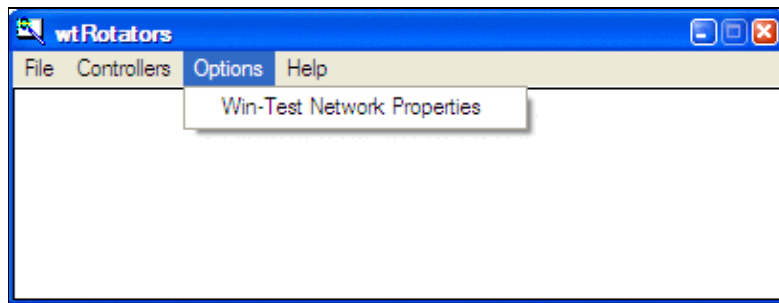 wtRotators
File Controllers Options Help
Win-Test Network Properties